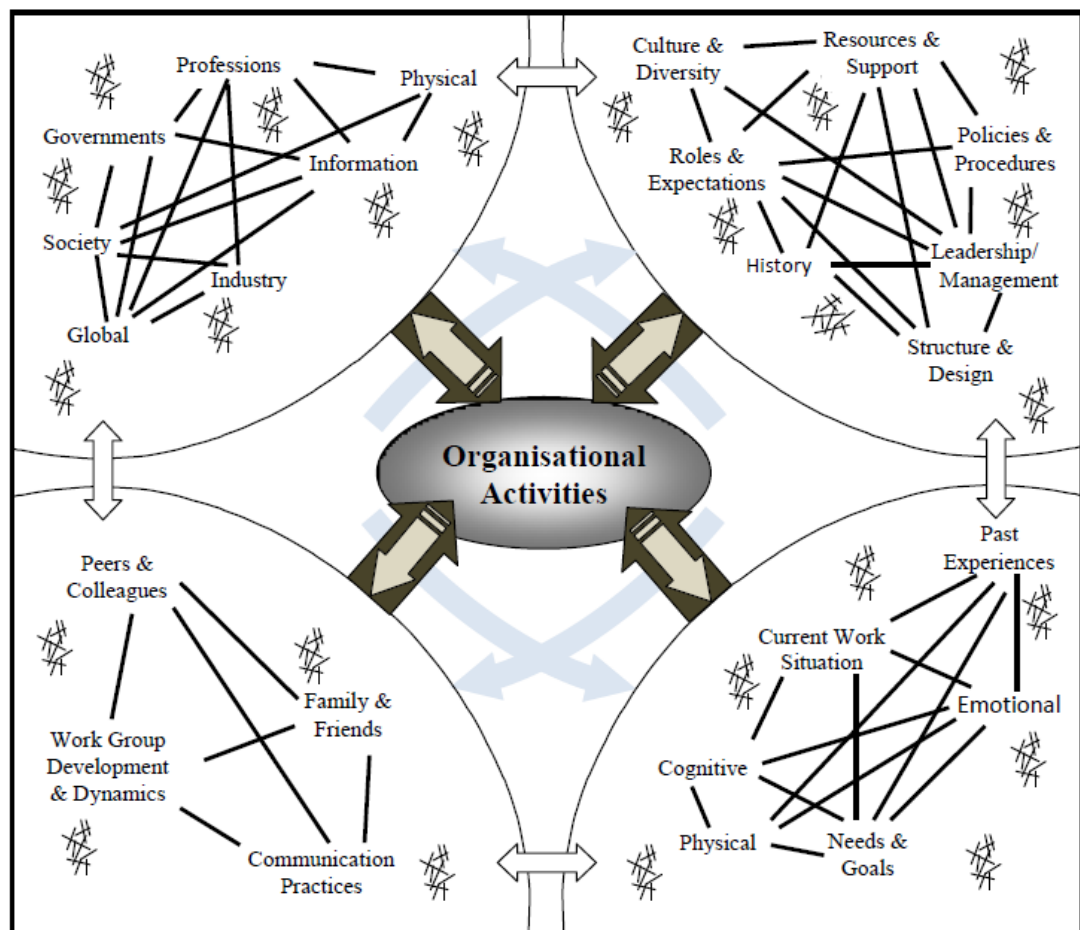 Professions
Physical
Governments
Information
Society
Industry
Global
Culture &
Diversity
Resources &
Support
Policies &
Procedures
Roles &
Expectations
History
Leadership/
Management
Structure &
Design
Organisational
Activities
Peers &
Colleagues
Family &
Friends
Work Group
Development
& Dynamics
Communication
Practices
Past
Experiences
Current Work
Situation
Emotional
Cognitive
Physical
Needs &
Goals